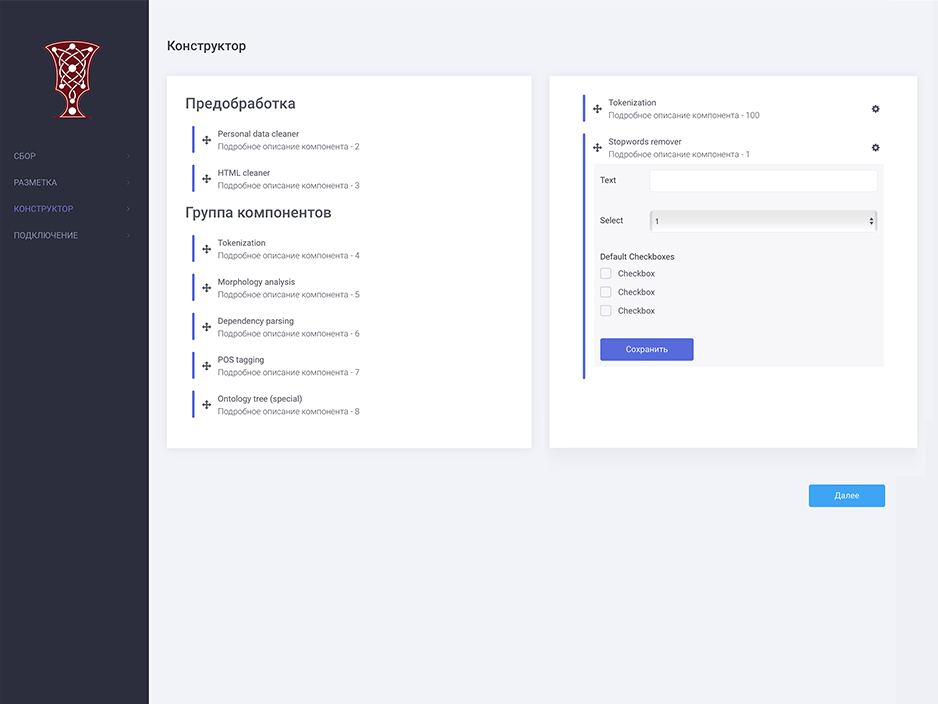 СБОР
РАЗМЕТКА
КОНСТРУКТОР
ПОДКЛЮЧЕНИЕ
Конструктор
Предобработка
Personal data cleaner
Подробное описание компонента - 2
HTML cleaner
Подробное описание компонента - 3
Группа компонентов
Tokenization
Подробное описание компонента - 4
Morphology analysis
Подробное описание компонента - 5
Dependency parsing
Подробное описание компонента - 6
POS tagging
Подробное описание компонента - 7
Ontology tree (special)
Подробное описание компонента - 8
Tokenization
Подробное описание компонента - 100
Stopwords remover
Подробное описание компонента - 1
Text
Select
1
Default Checkboxes
Checkbox
Checkbox
Checkbox
Сохранить
Далее